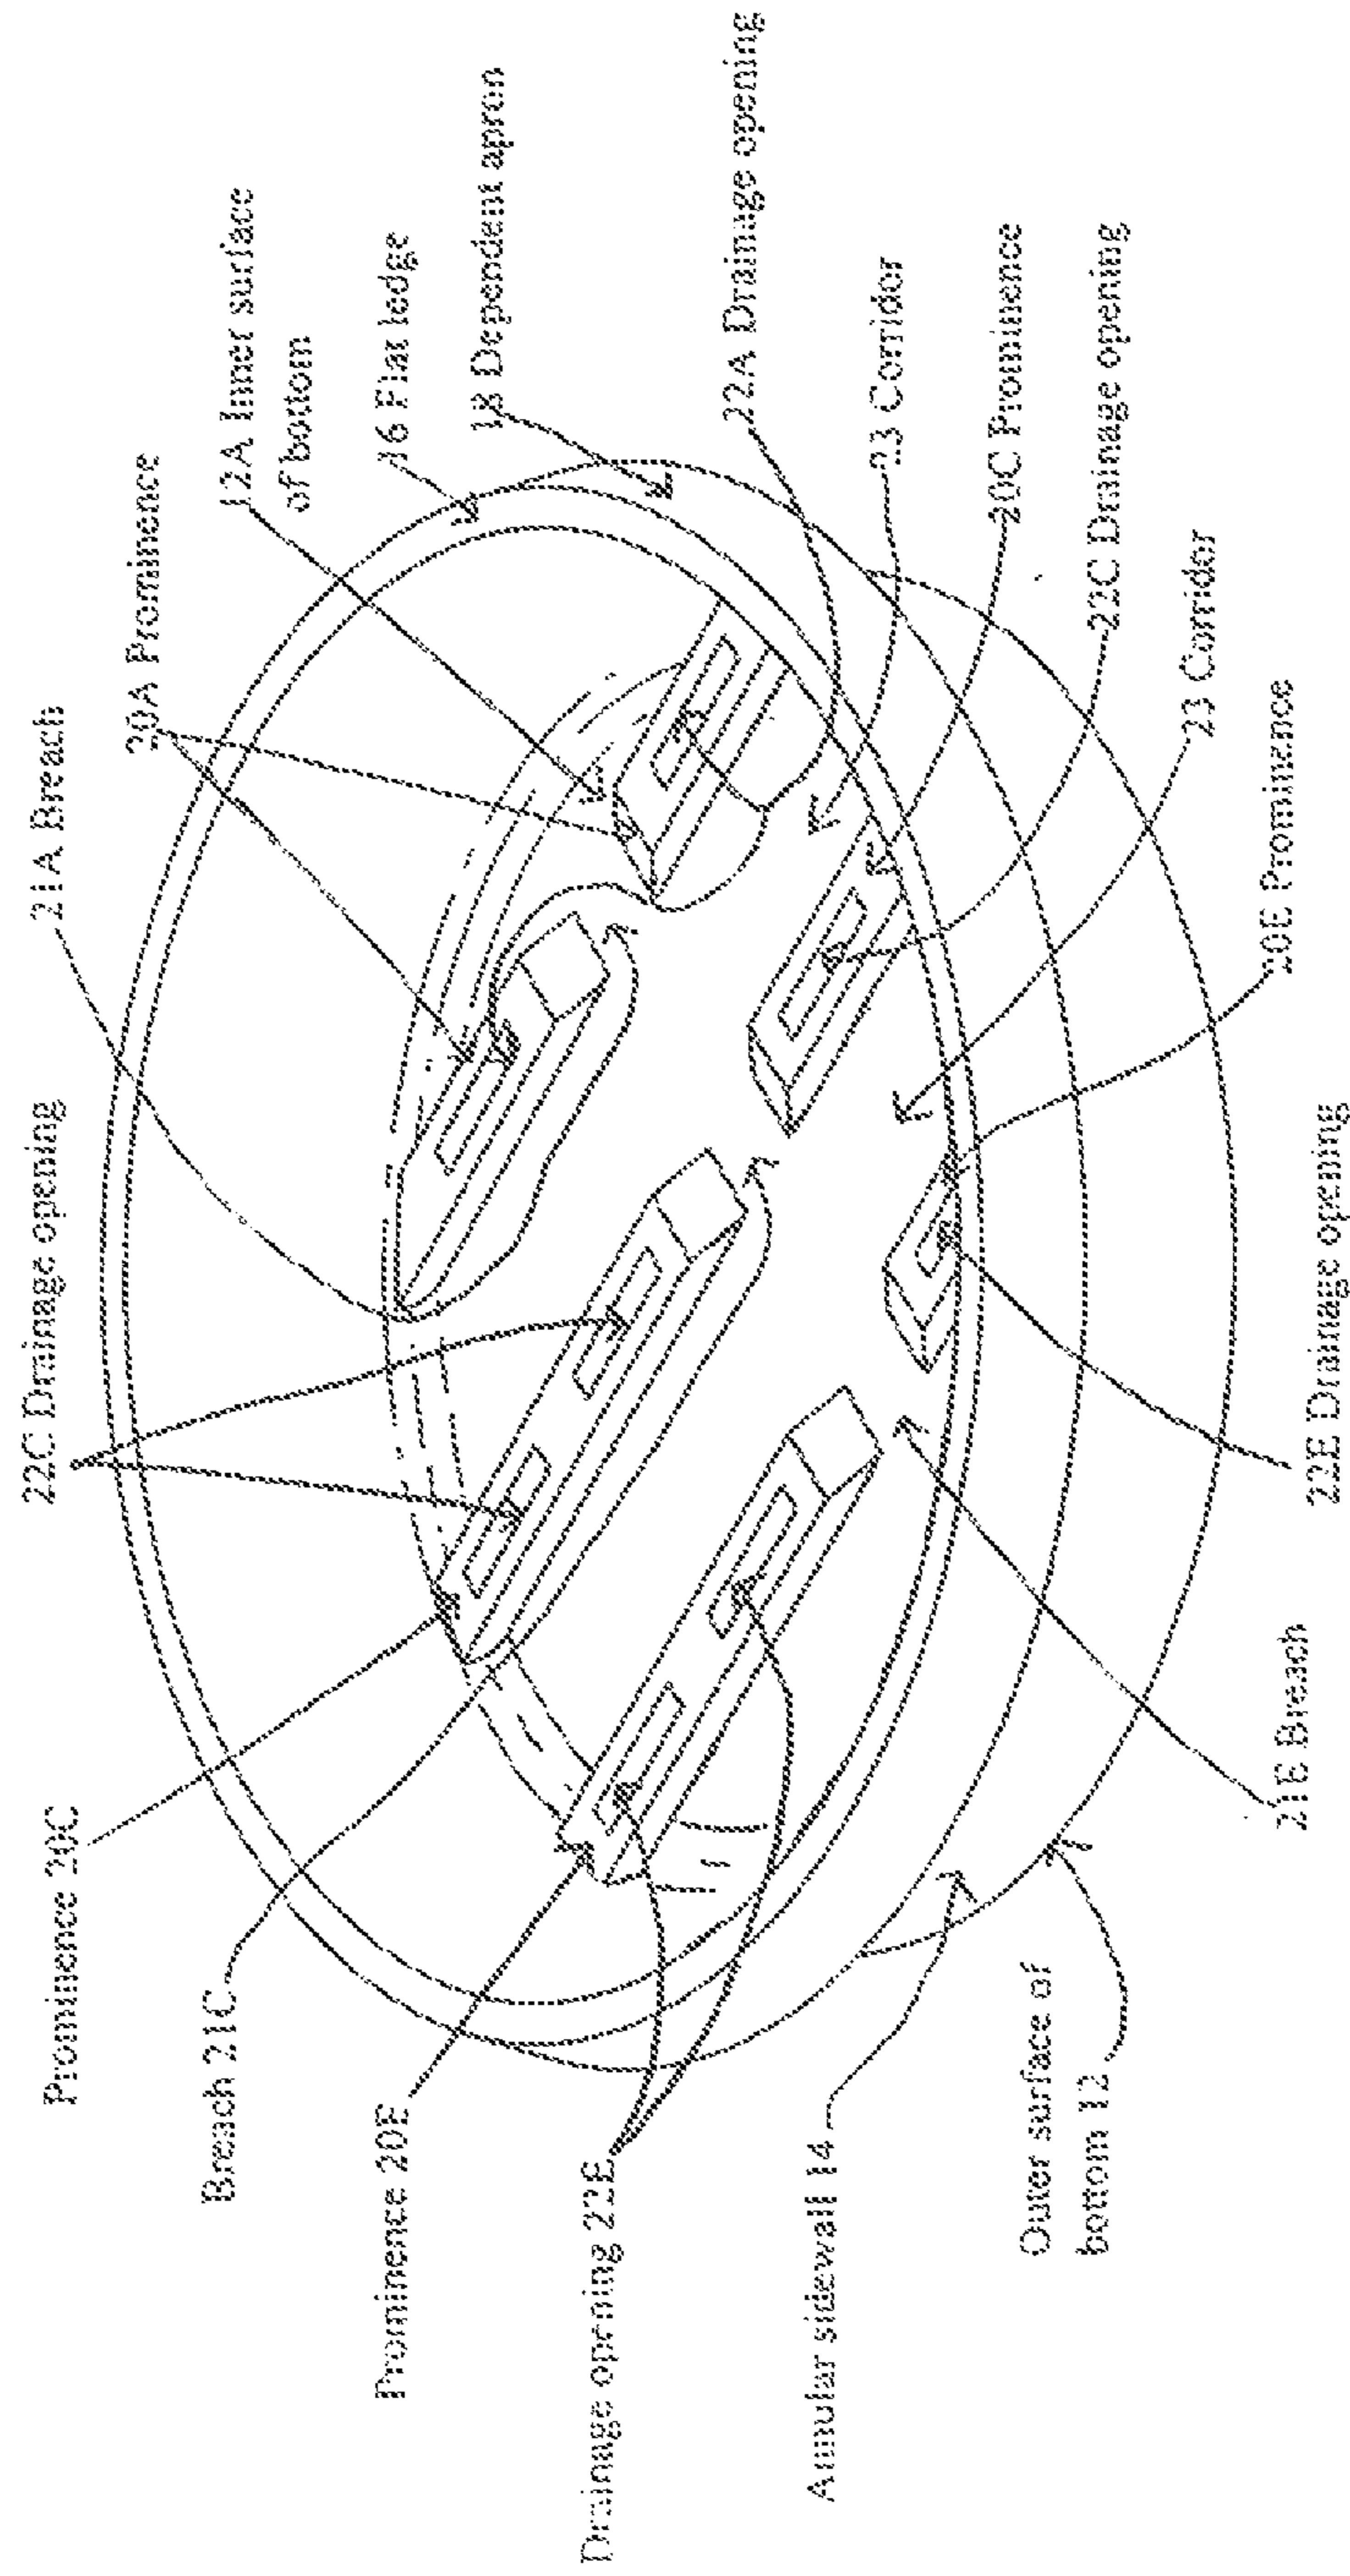 Prominence 20C
22C Drainage opening
21A Breach
20A Prominence
Breach 21C
12A Inner surface
of bottom
Prominence 20E
16 Flat ledge
18 Dependent apron
Drainage opening 22E
22A Drainage opening
Annular sidewall 14
23 Corridor
20C Prominence
Outer surface of
bottom 12
22C Drainage opening
23 Corridor
20E Prominence
21E Breach
22E Drainage opening